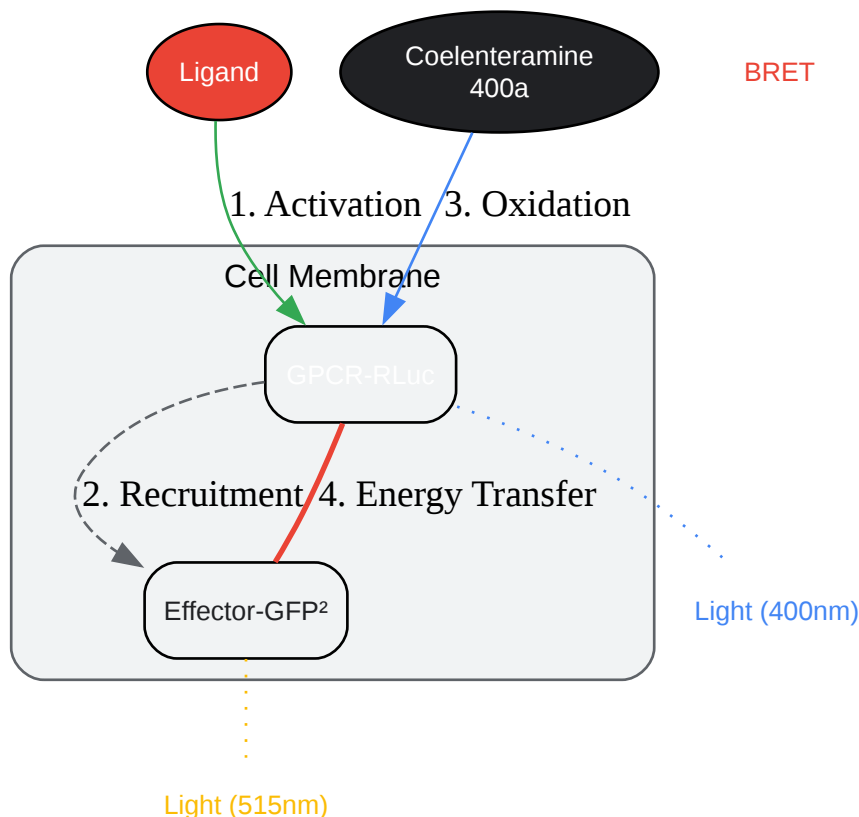 Ligand
Coelenteramine
400a
BRET
1. Activation
3. Oxidation
Cell Membrane
GPCR-RLuc
2. Recruitment
4. Energy Transfer
Effector-GFP²
Light (400nm)
Light (515nm)